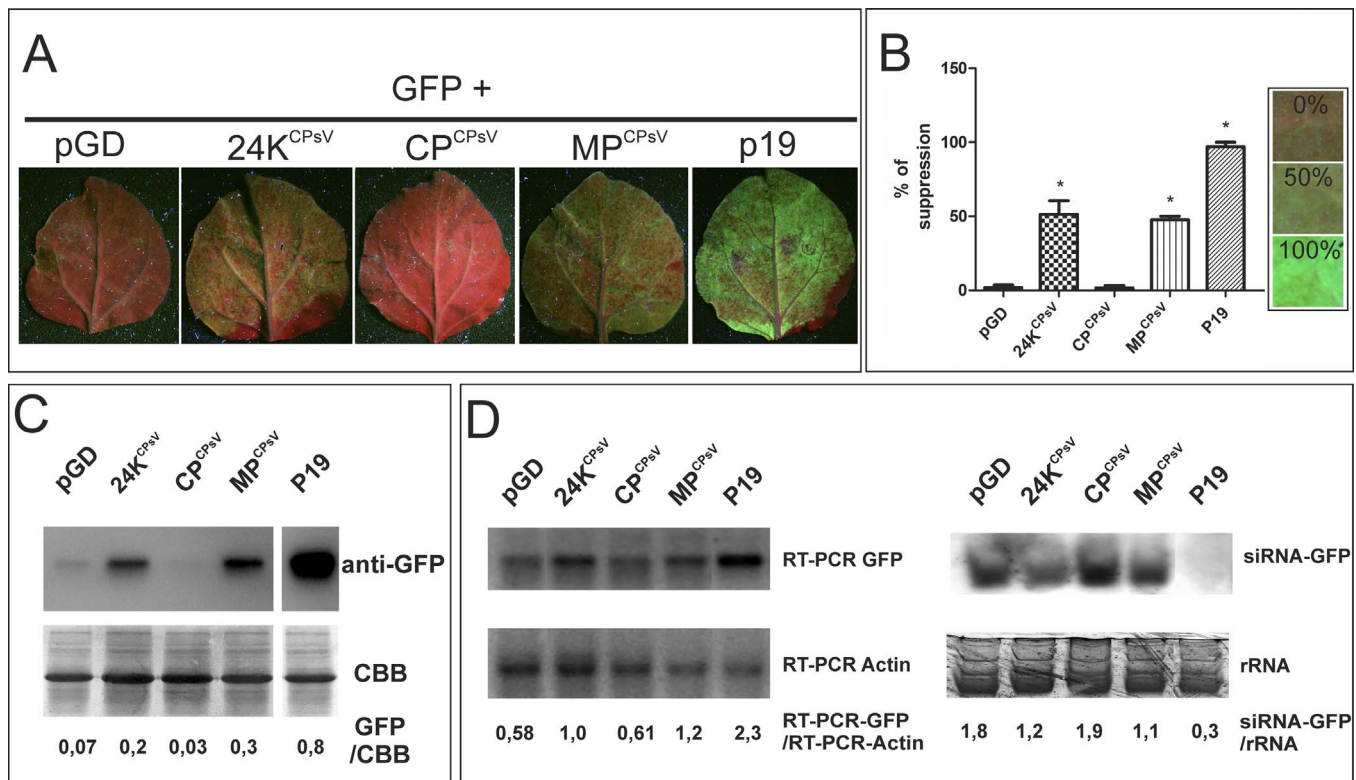 A
GFP +
pGD 24K^CPsV CP^CPsV MP^CPsV p19
B
% of suppression
150
100
50
0
* * *
pGD 24K^CPsV CP^CPsV MP^CPsV P19
0%
50%
100%
C
pGD 24K^CPsV CP^CPsV MP^CPsV P19
anti-GFP
CBB
0,07 0,2 0,03 0,3 0,8
GFP
/CBB
D
pGD 24K^CPsV CP^CPsV MP^CPsV P19
RT-PCR GFP
RT-PCR Actin
0,58 1,0 0,61 1,2 2,3
RT-PCR-GFP
/RT-PCR-Actin
pGD 24K^CPsV CP^CPsV MP^CPsV P19
siRNA-GFP
rRNA
1,8 1,2 1,9 1,1 0,3
siRNA-GFP
/rRNA